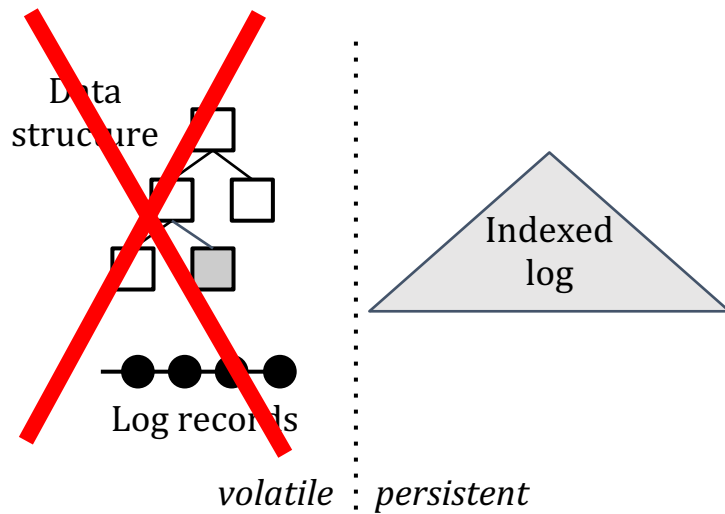 Data
structure
Indexed
log
Log records
volatile
persistent